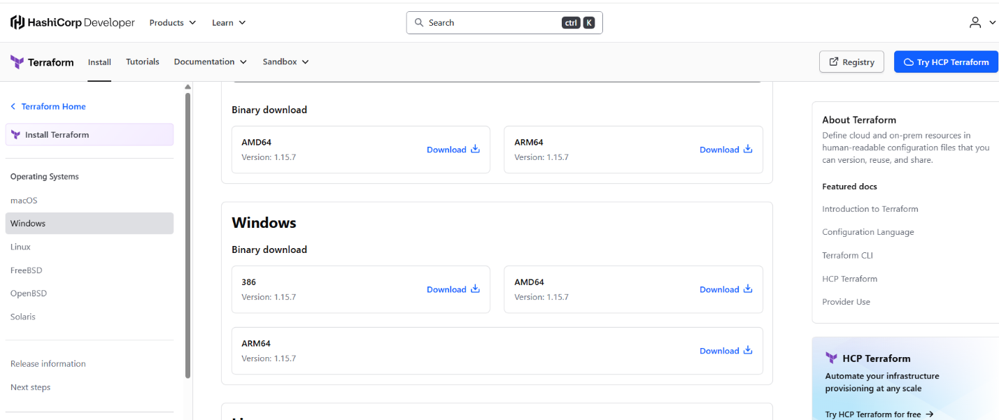 HashiCorp Developer
Products
Learn
Search
ctrl K
Terraform
Install
Tutorials
Documentation
Sandbox
Registry
Try HCP Terraform
Terraform Home
Install Terraform
Operating Systems
macOS
Windows
Linux
FreeBSD
OpenBSD
Solaris
Release information
Next steps
Binary download
AMD64
Version: 1.15.7
Download
ARM64
Version: 1.15.7
Download
Windows
Binary download
386
Version: 1.15.7
Download
AMD64
Version: 1.15.7
Download
ARM64
Version: 1.15.7
Download
About Terraform
Define cloud and on-prem resources in
human-readable configuration files that you
can version, reuse, and share.
Featured docs
Introduction to Terraform
Configuration Language
Terraform CLI
HCP Terraform
Provider Use
HCP Terraform
Automate your infrastructure
provisioning at any scale
Try HCP Terraform for free →